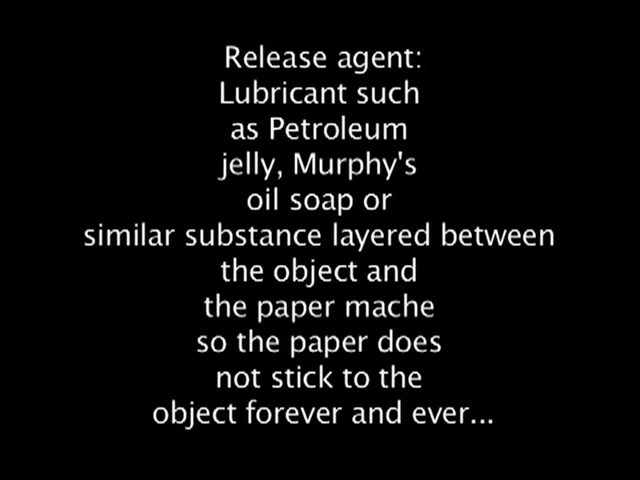 Release agent:
Lubricant such
as Petroleum
jelly, Murphy's
oil soap or
similar substance layered between
the object and
the paper mache
so the paper does
not stick to the
object forever and ever...